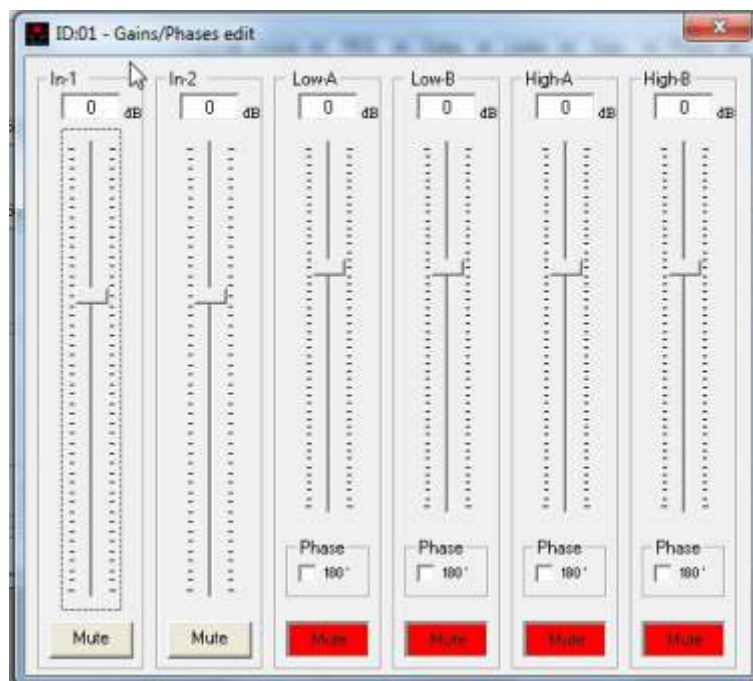 ID:01 - Gains/Phases edit
In-1 In-2 Low-A Low-B High-A High-B
0 dB 0 dB 0 dB 0 dB 0 dB 0 dB
Phase Phase Phase Phase
180° 180° 180° 180°
Mute Mute Mute Mute Mute Mute